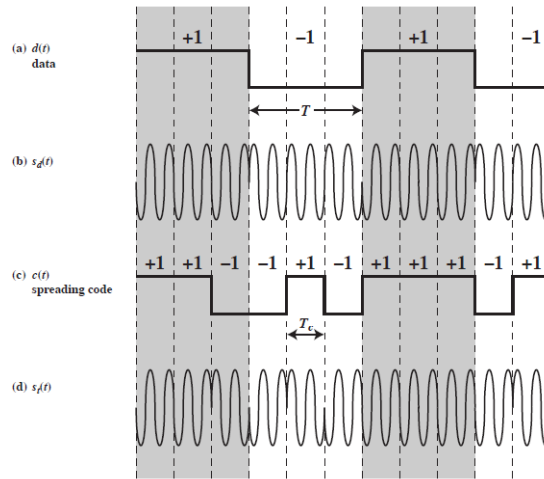 +1 −1 +1 −1
(a) d(t)
data
T
(b) s_d(t)
+1 +1 −1 −1 +1 −1 +1 +1 +1 −1 +1
(c) c(t)
spreading code
T_c
(d) s_t(t)